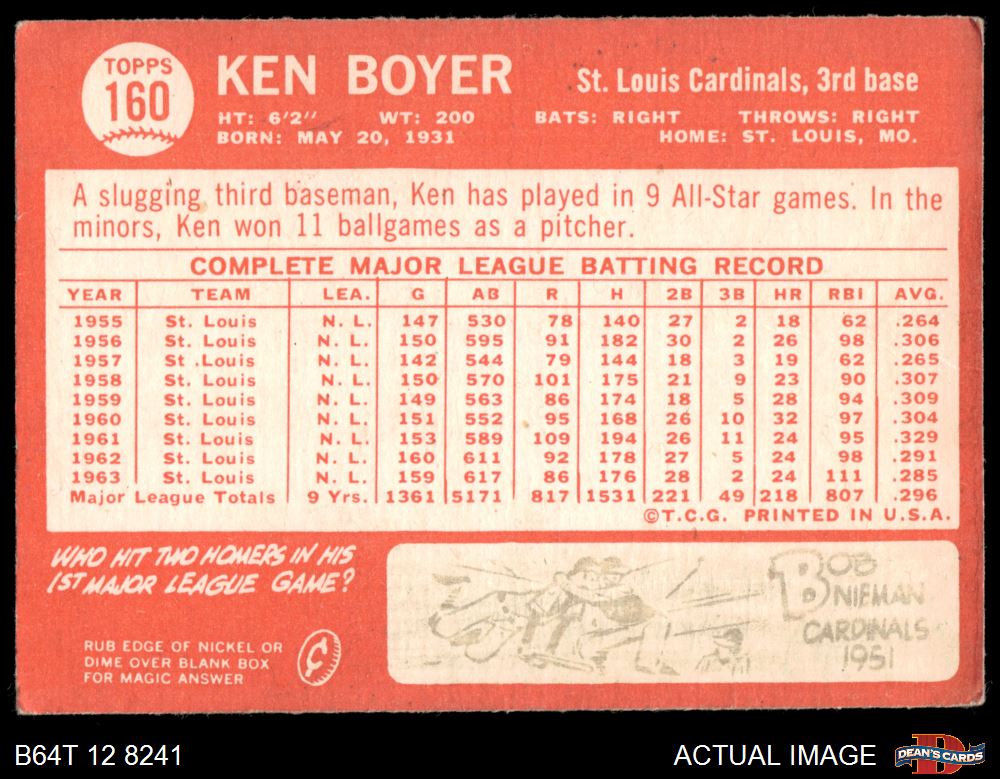 TOPPS
160
KEN BOYER
St. Louis Cardinals, 3rd base
HT: 6'2" WT: 200 BATS: RIGHT THROWS: RIGHT
BORN: MAY 20, 1931 HOME: ST. LOUIS, MO.
A slugging third baseman, Ken has played in 9 All-Star games. In the
minors, Ken won 11 ballgames as a pitcher.
COMPLETE MAJOR LEAGUE BATTING RECORD
YEAR TEAM LEA. G AB R H 2B 3B HR RBI AVG.
1955 St. Louis N. L. 147 530 78 140 27 2 18 62 .264
1956 St. Louis N. L. 150 595 91 182 30 2 26 98 .306
1957 St .Louis N. L. 142 544 79 144 18 3 19 62 .265
1958 St. Louis N. L. 150 570 101 175 21 9 23 90 .307
1959 St. Louis N. L. 149 563 86 174 18 5 28 94 .309
1960 St. Louis N. L. 151 552 95 168 26 10 32 97 .304
1961 St. Louis N. L. 153 589 109 194 26 11 24 95 .329
1962 St. Louis N. L. 160 611 92 178 27 5 24 98 .291
1963 St. Louis N. L. 159 617 86 176 28 2 24 111 .285
Major League Totals 9 Yrs. 1361 5171 817 1531 221 49 218 807 .296
©T.C.G. PRINTED IN U.S.A.
WHO HIT TWO HOMERS IN HIS
1ST MAJOR LEAGUE GAME?
RUB EDGE OF NICKEL OR
DIME OVER BLANK BOX
FOR MAGIC ANSWER
¢
BOB
NIEMAN
CARDINALS
1951
B64T 12 8241
ACTUAL IMAGE
DEAN'S CARDS